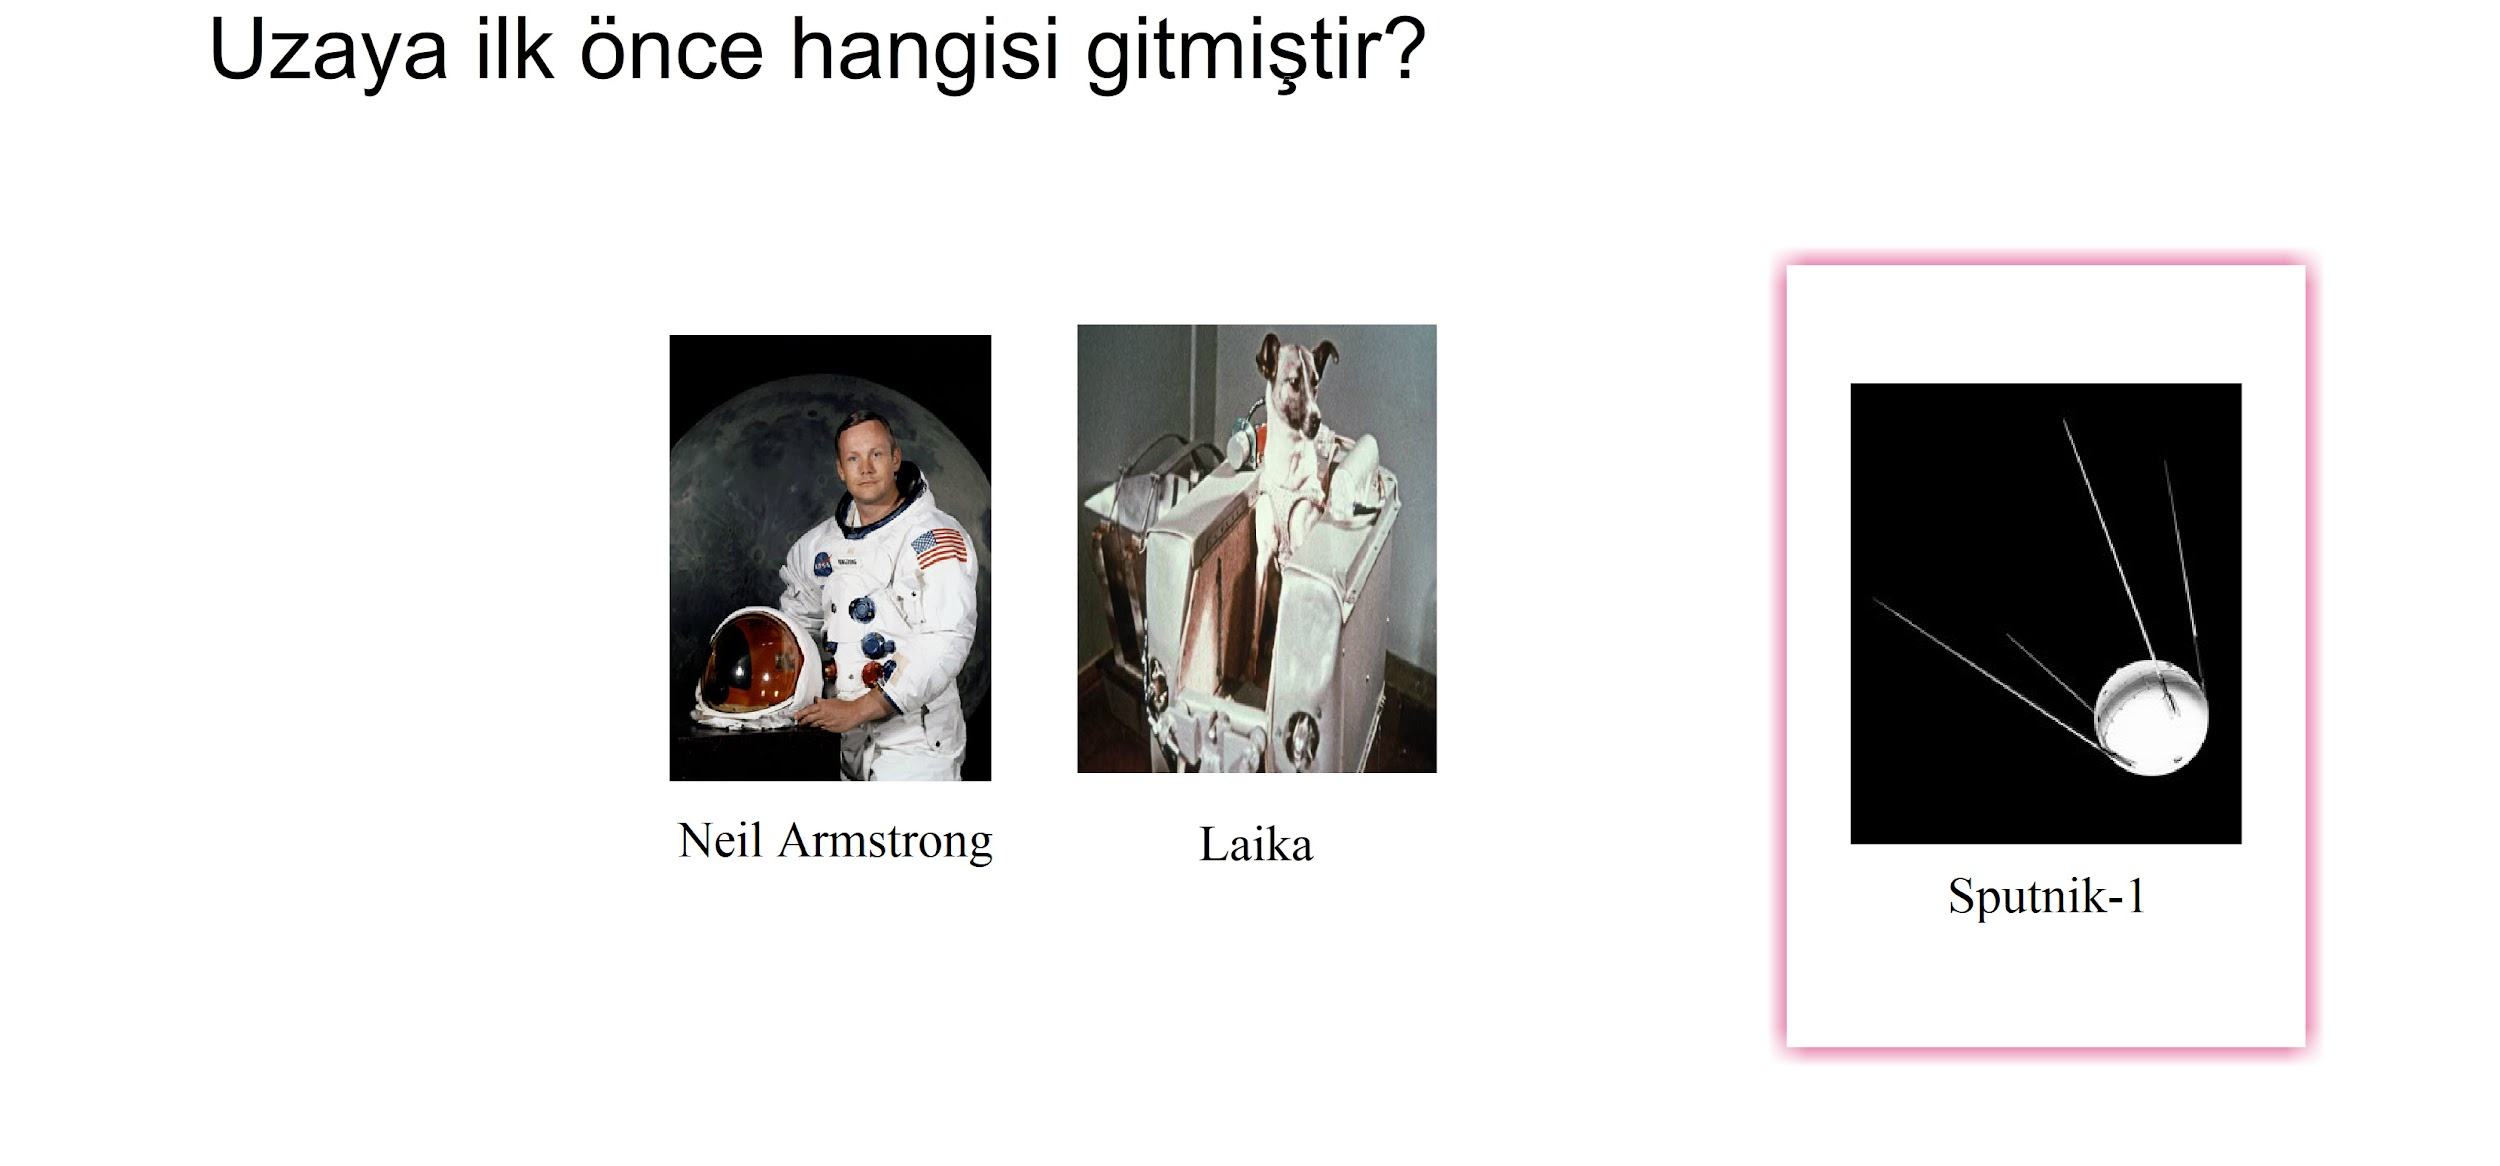 Uzaya ilk önce hangisi gitmiştir?
Neil Armstrong
Laika
Sputnik-1